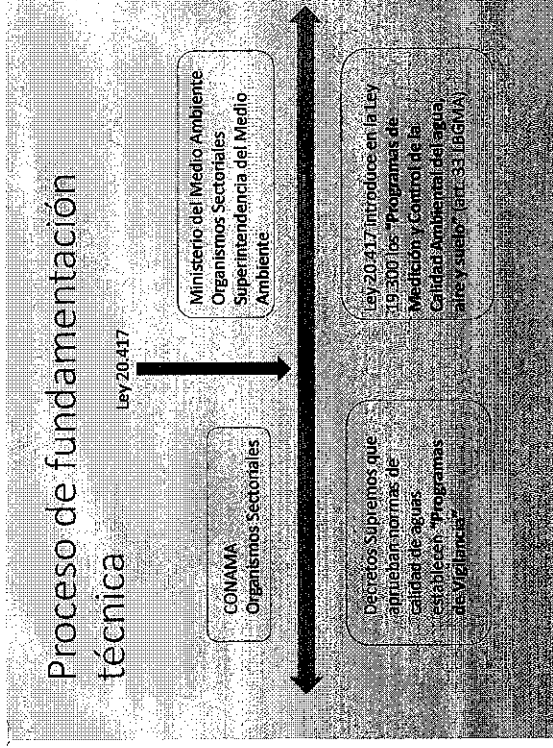 Proceso de fundamentación
técnica
Ley 20.417
CONAMA
Organismos Sectoriales
Ministerio del Medio Ambiente
Organismos Sectoriales
Superintendencia del Medio
Ambiente
Decretos Supremos que
aprueban normas de
calidad de aguas
establecen "Programas
de Vigilancia"
Ley 20.417 introduce en la Ley
19.300 los "Programas de
Medición y Control de la
Calidad Ambiental del agua,
aire y suelo" (art. 33 LBGMA)